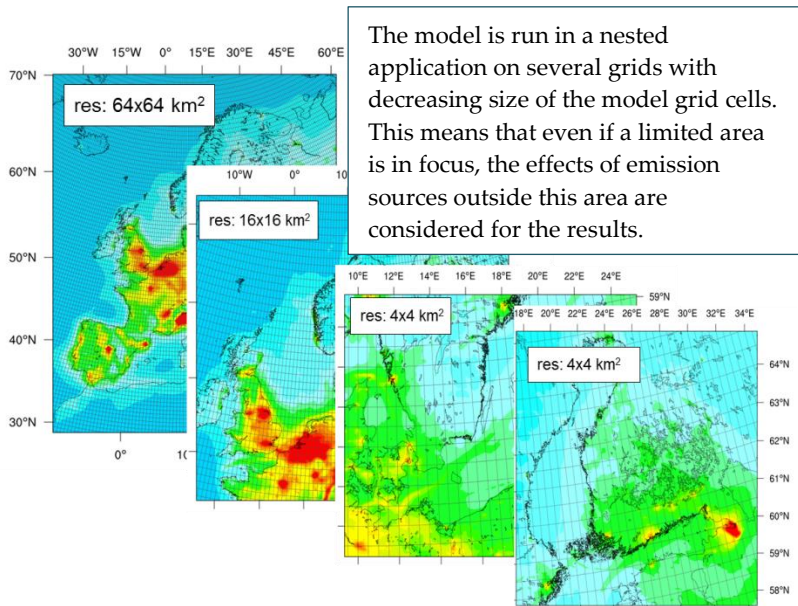 30°W 15°W 0° 15°E 30°E 45°E 60°E
The model is run in a nested
application on several grids with
decreasing size of the model grid cells.
This means that even if a limited area
is in focus, the effects of emission
sources outside this area are
considered for the results.
70°N
res: 64x64 km²
60°N
50°N
40°N
30°N
0°
10°W 0°
res: 16x16 km²
10°E 12°E 14°E 16°E 18°E 20°E 22°E 24°E
59°N
res: 4x4 km²
18°E 20°E 22°E 24°E 26°E 28°E 30°E 32°E 34°E
res: 4x4 km²
64°N
63°N
62°N
61°N
60°N
59°N
58°N